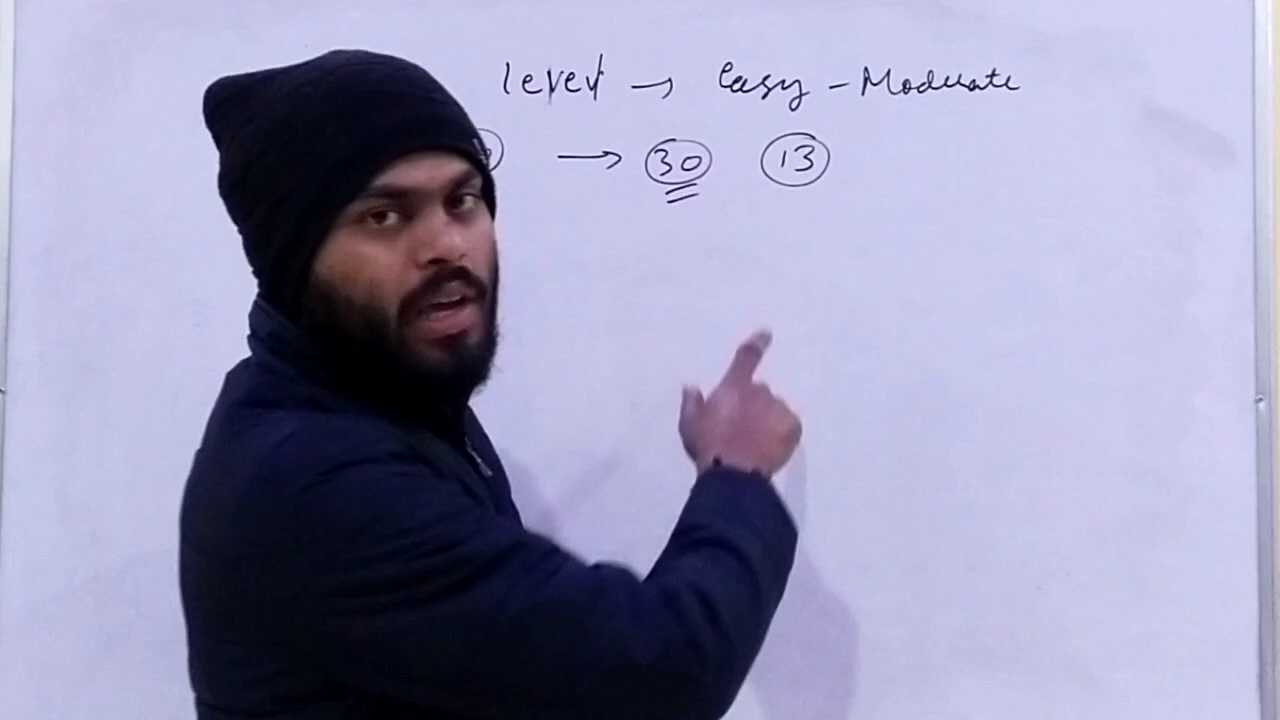 level → easy - Moderate
→ 30 13